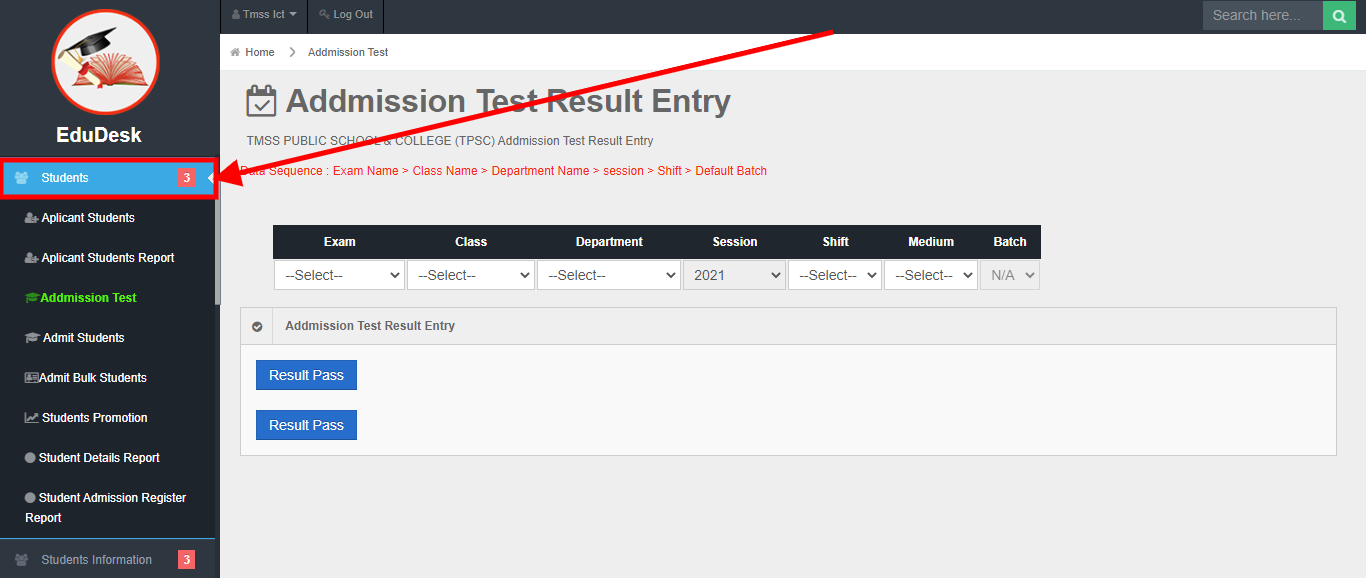 Tmss Ict
Log Out
Search here...
EduDesk
Home
Addmission Test
Addmission Test Result Entry
TMSS PUBLIC SCHOOL & COLLEGE (TPSC) Addmission Test Result Entry
Data Sequence : Exam Name > Class Name > Department Name > session > Shift > Default Batch
Students 3
Aplicant Students
Aplicant Students Report
Addmission Test
Admit Students
Admit Bulk Students
Students Promotion
Student Details Report
Student Admission Register
Report
Students Information 3
Exam Class Department Session Shift Medium Batch
--Select-- --Select-- --Select-- 2021 --Select-- --Select-- N/A
Addmission Test Result Entry
Result Pass
Result Pass